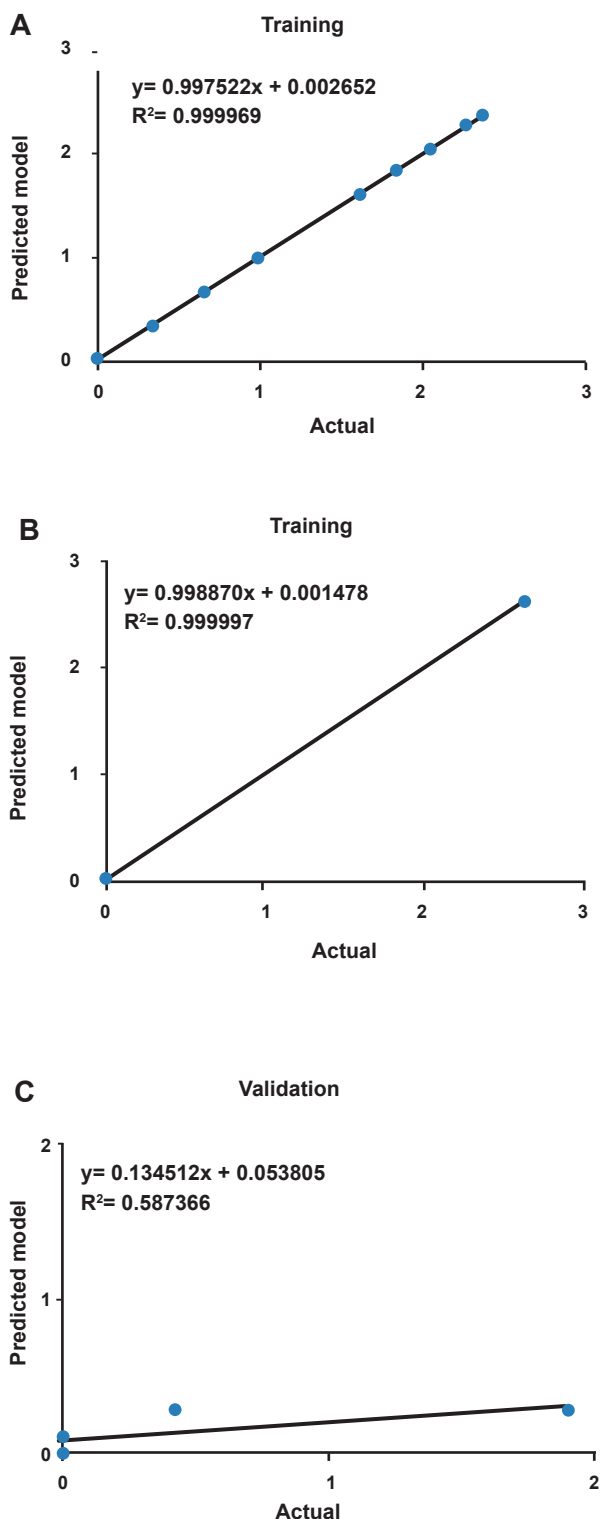 A
Training
3
y= 0.997522x + 0.002652
R²= 0.999969
2
1
0
Predicted model
0 1 2 3
Actual
B
Training
3
y= 0.998870x + 0.001478
R²= 0.999997
2
1
0
Predicted model
0 1 2 3
Actual
C
Validation
2
y= 0.134512x + 0.053805
R²= 0.587366
1
0
Predicted model
0 1 2
Actual